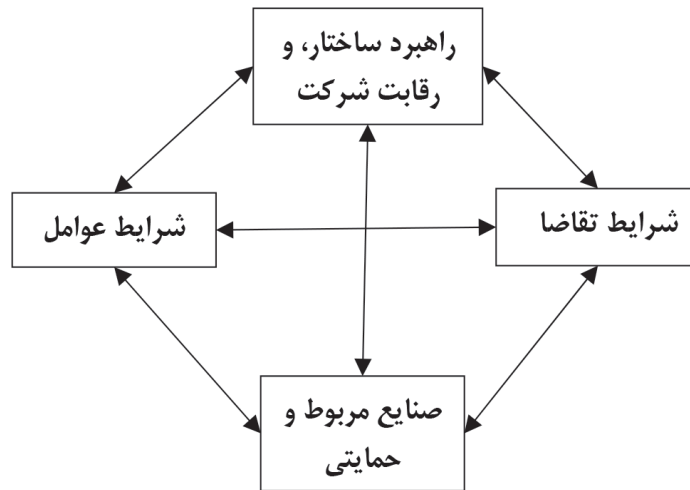 راهبرد ساختار، و
رقابت شرکت
شرایط تقاضا
شرایط عوامل
صنایع مربوط و
حمایتی